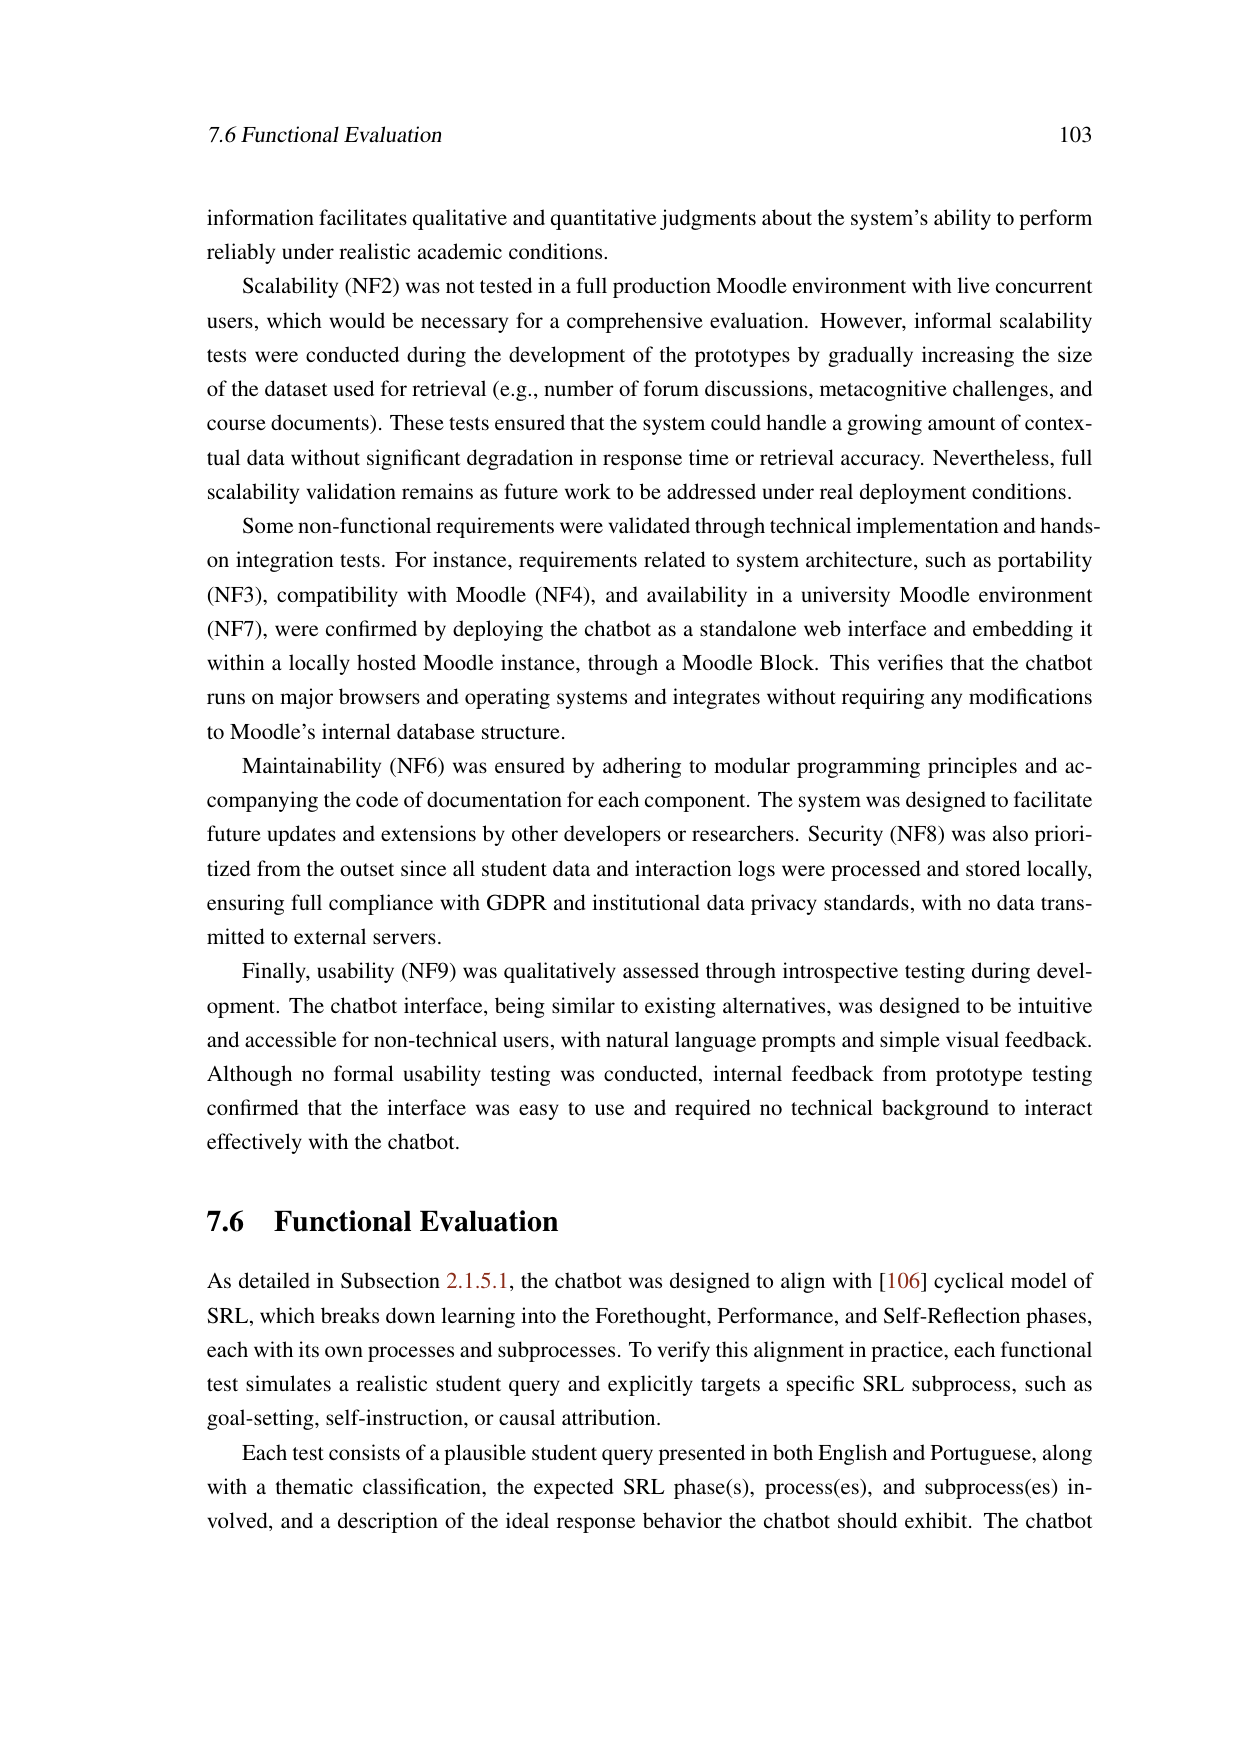 7.6 Functional Evaluation 103
information facilitates qualitative and quantitative judgments about the system’s ability to perform
reliably under realistic academic conditions.
Scalability (NF2) was not tested in a full production Moodle environment with live concurrent
users, which would be necessary for a comprehensive evaluation. However, informal scalability
tests were conducted during the development of the prototypes by gradually increasing the size
of the dataset used for retrieval (e.g., number of forum discussions, metacognitive challenges, and
course documents). These tests ensured that the system could handle a growing amount of contex-
tual data without significant degradation in response time or retrieval accuracy. Nevertheless, full
scalability validation remains as future work to be addressed under real deployment conditions.
Some non-functional requirements were validated through technical implementation and hands-
on integration tests. For instance, requirements related to system architecture, such as portability
(NF3), compatibility with Moodle (NF4), and availability in a university Moodle environment
(NF7), were confirmed by deploying the chatbot as a standalone web interface and embedding it
within a locally hosted Moodle instance, through a Moodle Block. This verifies that the chatbot
runs on major browsers and operating systems and integrates without requiring any modifications
to Moodle’s internal database structure.
Maintainability (NF6) was ensured by adhering to modular programming principles and ac-
companying the code of documentation for each component. The system was designed to facilitate
future updates and extensions by other developers or researchers. Security (NF8) was also priori-
tized from the outset since all student data and interaction logs were processed and stored locally,
ensuring full compliance with GDPR and institutional data privacy standards, with no data trans-
mitted to external servers.
Finally, usability (NF9) was qualitatively assessed through introspective testing during devel-
opment. The chatbot interface, being similar to existing alternatives, was designed to be intuitive
and accessible for non-technical users, with natural language prompts and simple visual feedback.
Although no formal usability testing was conducted, internal feedback from prototype testing
confirmed that the interface was easy to use and required no technical background to interact
effectively with the chatbot.
7.6 Functional Evaluation
As detailed in Subsection 2.1.5.1, the chatbot was designed to align with [106] cyclical model of
SRL, which breaks down learning into the Forethought, Performance, and Self-Reflection phases,
each with its own processes and subprocesses. To verify this alignment in practice, each functional
test simulates a realistic student query and explicitly targets a specific SRL subprocess, such as
goal-setting, self-instruction, or causal attribution.
Each test consists of a plausible student query presented in both English and Portuguese, along
with a thematic classification, the expected SRL phase(s), process(es), and subprocess(es) in-
volved, and a description of the ideal response behavior the chatbot should exhibit. The chatbot